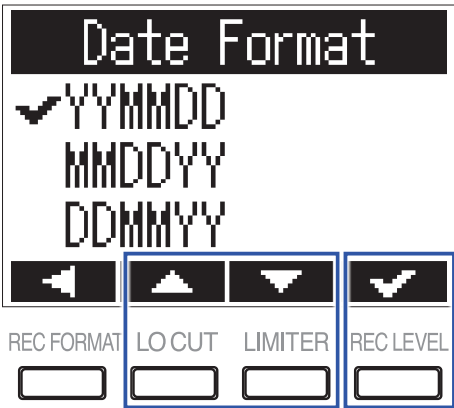 Date Format
YYMMDD
MMDDYY
DDMMYY
REC FORMAT LO CUT LIMITER REC LEVEL